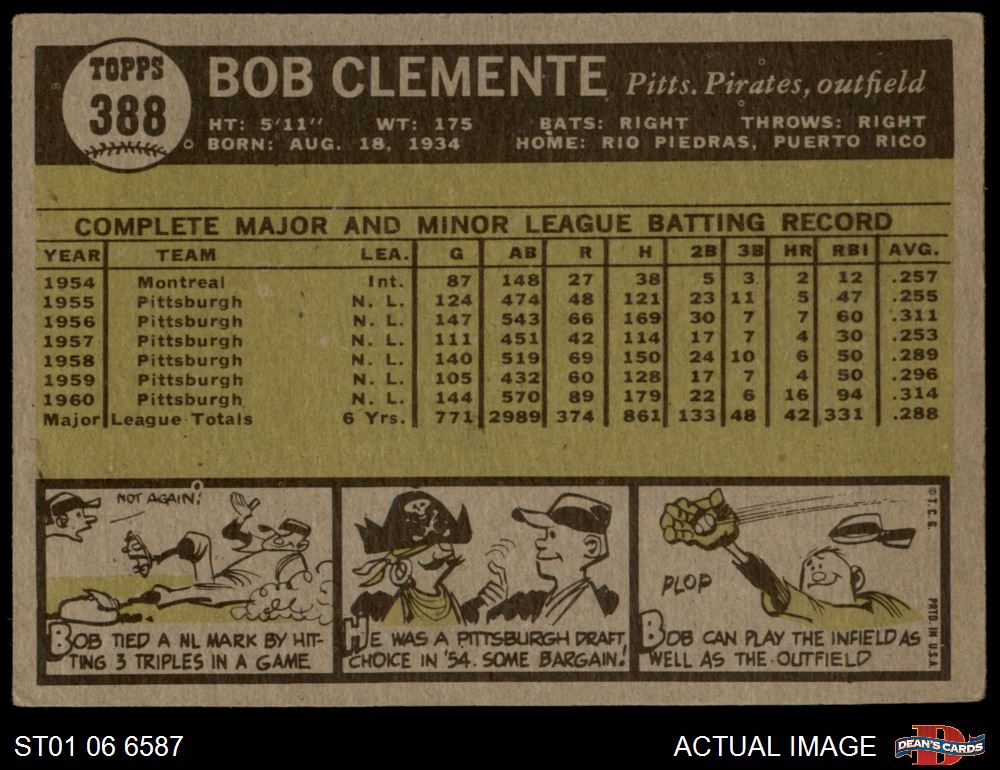 TOPPS
388
BOB CLEMENTE Pitts. Pirates, outfield
HT: 5'11" WT: 175 BATS: RIGHT THROWS: RIGHT
BORN: AUG. 18, 1934 HOME: RIO PIEDRAS, PUERTO RICO
COMPLETE MAJOR AND MINOR LEAGUE BATTING RECORD
YEAR TEAM LEA. G AB R H 2B 3B HR RBI AVG.
1954 Montreal Int. 87 148 27 38 5 3 2 12 .257
1955 Pittsburgh N. L. 124 474 48 121 23 11 5 47 .255
1956 Pittsburgh N. L. 147 543 66 169 30 7 7 60 .311
1957 Pittsburgh N. L. 111 451 42 114 17 7 4 30 .253
1958 Pittsburgh N. L. 140 519 69 150 24 10 6 50 .289
1959 Pittsburgh N. L. 105 432 60 128 17 7 4 50 .296
1960 Pittsburgh N. L. 144 570 89 179 22 6 16 94 .314
Major League Totals 6 Yrs. 771 2989 374 861 133 48 42 331 .288
NOT AGAIN!
BOB TIED A NL MARK BY HIT-
TING 3 TRIPLES IN A GAME
HE WAS A PITTSBURGH DRAFT
CHOICE IN '54. SOME BARGAIN!
PLOP
BOB CAN PLAY THE INFIELD AS
WELL AS THE OUTFIELD
© T. C. G.
PRTD IN U.S.A.
ST01 06 6587
ACTUAL IMAGE
D
DEAN'S CARDS